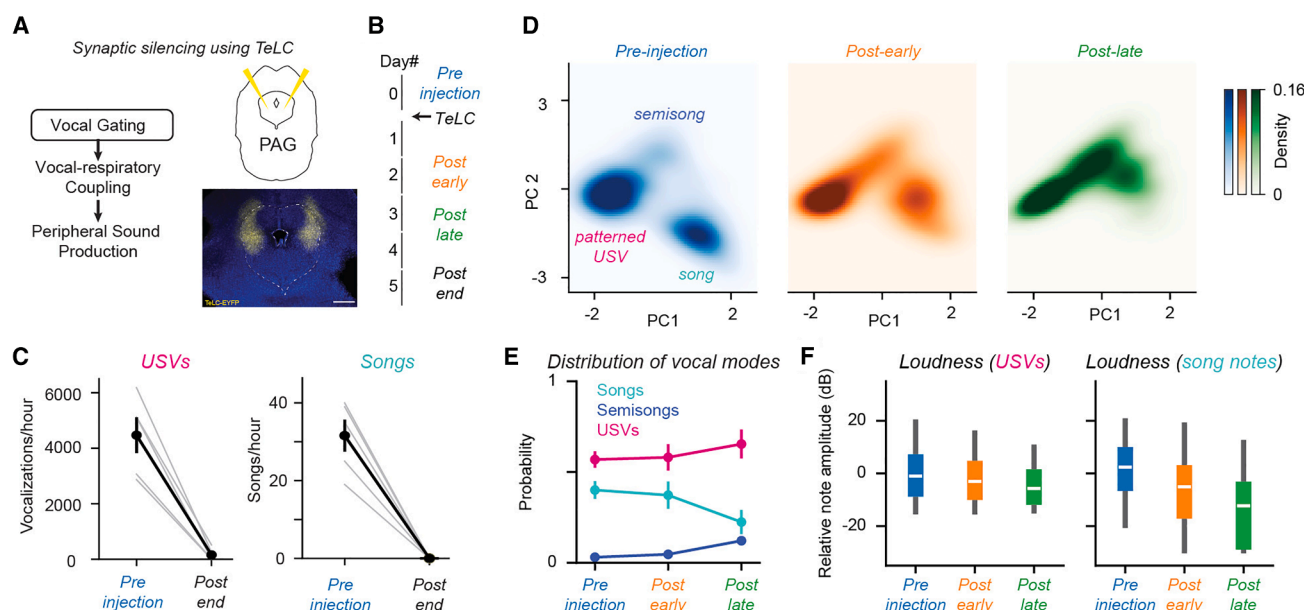 A
Synaptic silencing using TeLC
Vocal Gating
Vocal-respiratory
Coupling
Peripheral Sound
Production
PAG
TeLC-EYFP
B
Day#
0
1
2
3
4
5
Pre
injection
TeLC
Post
early
Post
late
Post
end
C
USVs
Vocalizations/hour
6000
4000
2000
0
Pre
injection
Post
end
Songs
Songs/hour
40
20
0
Pre
injection
Post
end
D
Pre-injection
Post-early
Post-late
PC 2
3
0
-3
semisong
patterned
USV
song
-2
PC1
2
-2
PC1
2
-2
PC1
2
0.16
0
Density
E
Distribution of vocal modes
Probability
1
0
Songs
Semisongs
USVs
Pre
injection
Post
early
Post
late
F
Loudness (USVs)
Loudness (song notes)
Relative note amplitude (dB)
20
0
-20
Pre
injection
Post
early
Post
late
Pre
injection
Post
early
Post
late